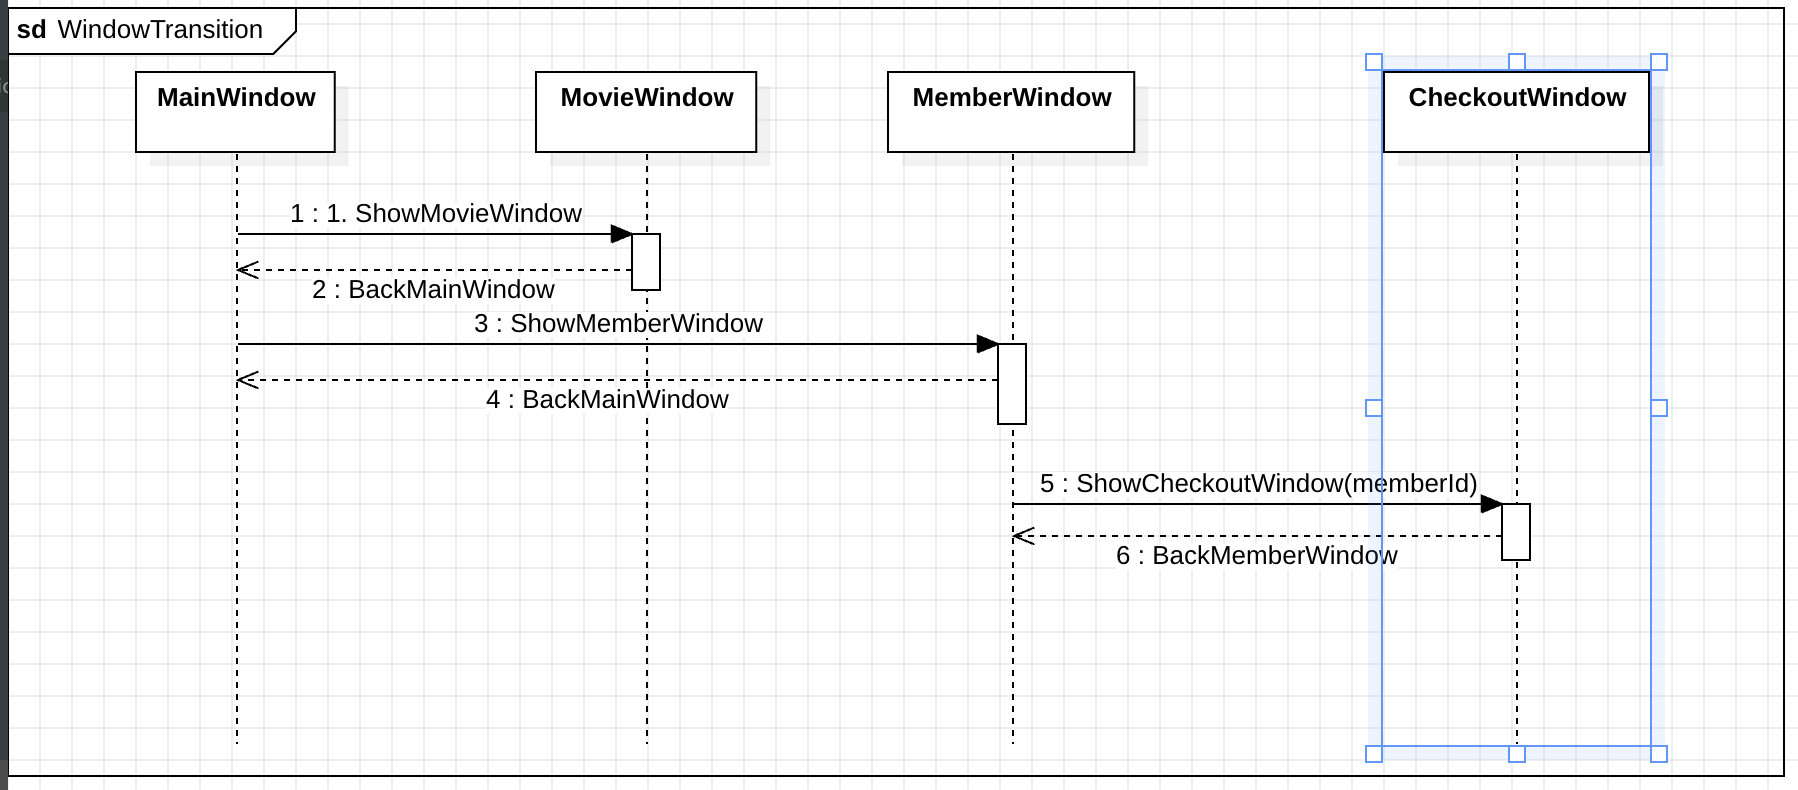 sd WindowTransition
MainWindow
MovieWindow
MemberWindow
CheckoutWindow
1 : 1. ShowMovieWindow
2 : BackMainWindow
3 : ShowMemberWindow
4 : BackMainWindow
5 : ShowCheckoutWindow(memberId)
6 : BackMemberWindow